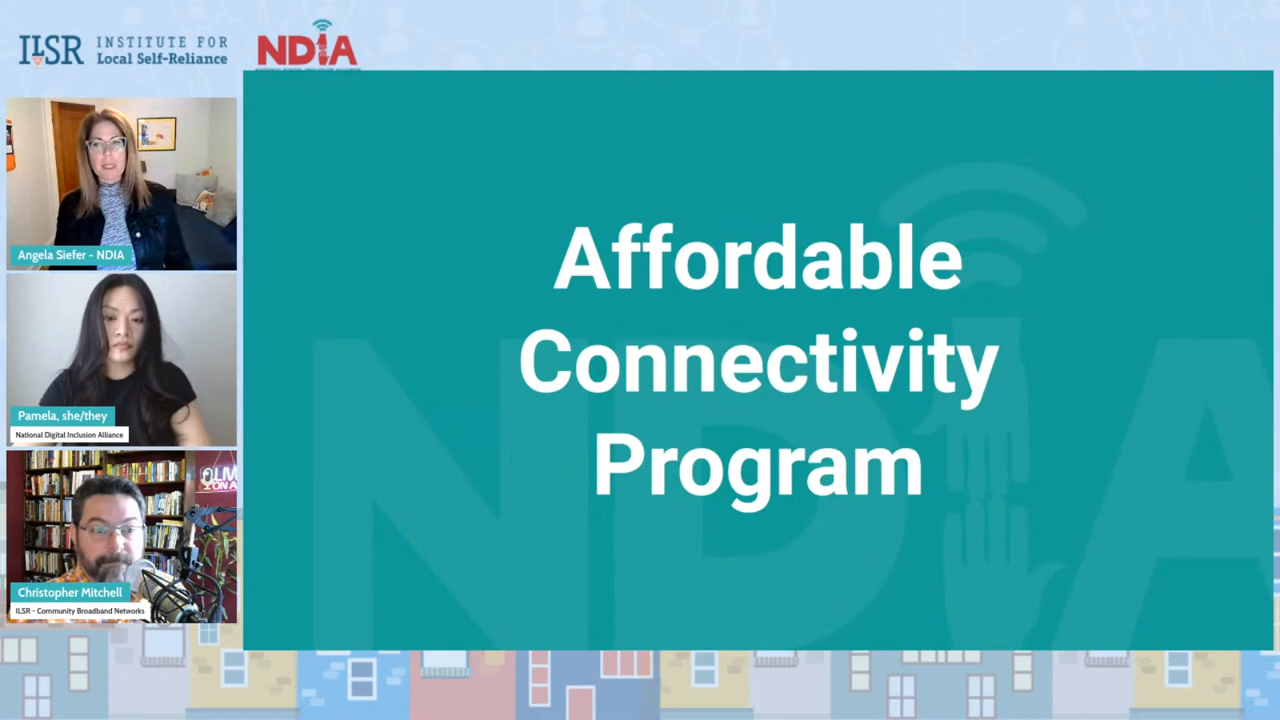 ILSR
INSTITUTE FOR
Local Self-Reliance
NDIA
Angela Siefer - NDIA
Pamela, she/they
National Digital Inclusion Alliance
Christopher Mitchell
ILSR - Community Broadband Networks
Affordable
Connectivity
Program
NDIA